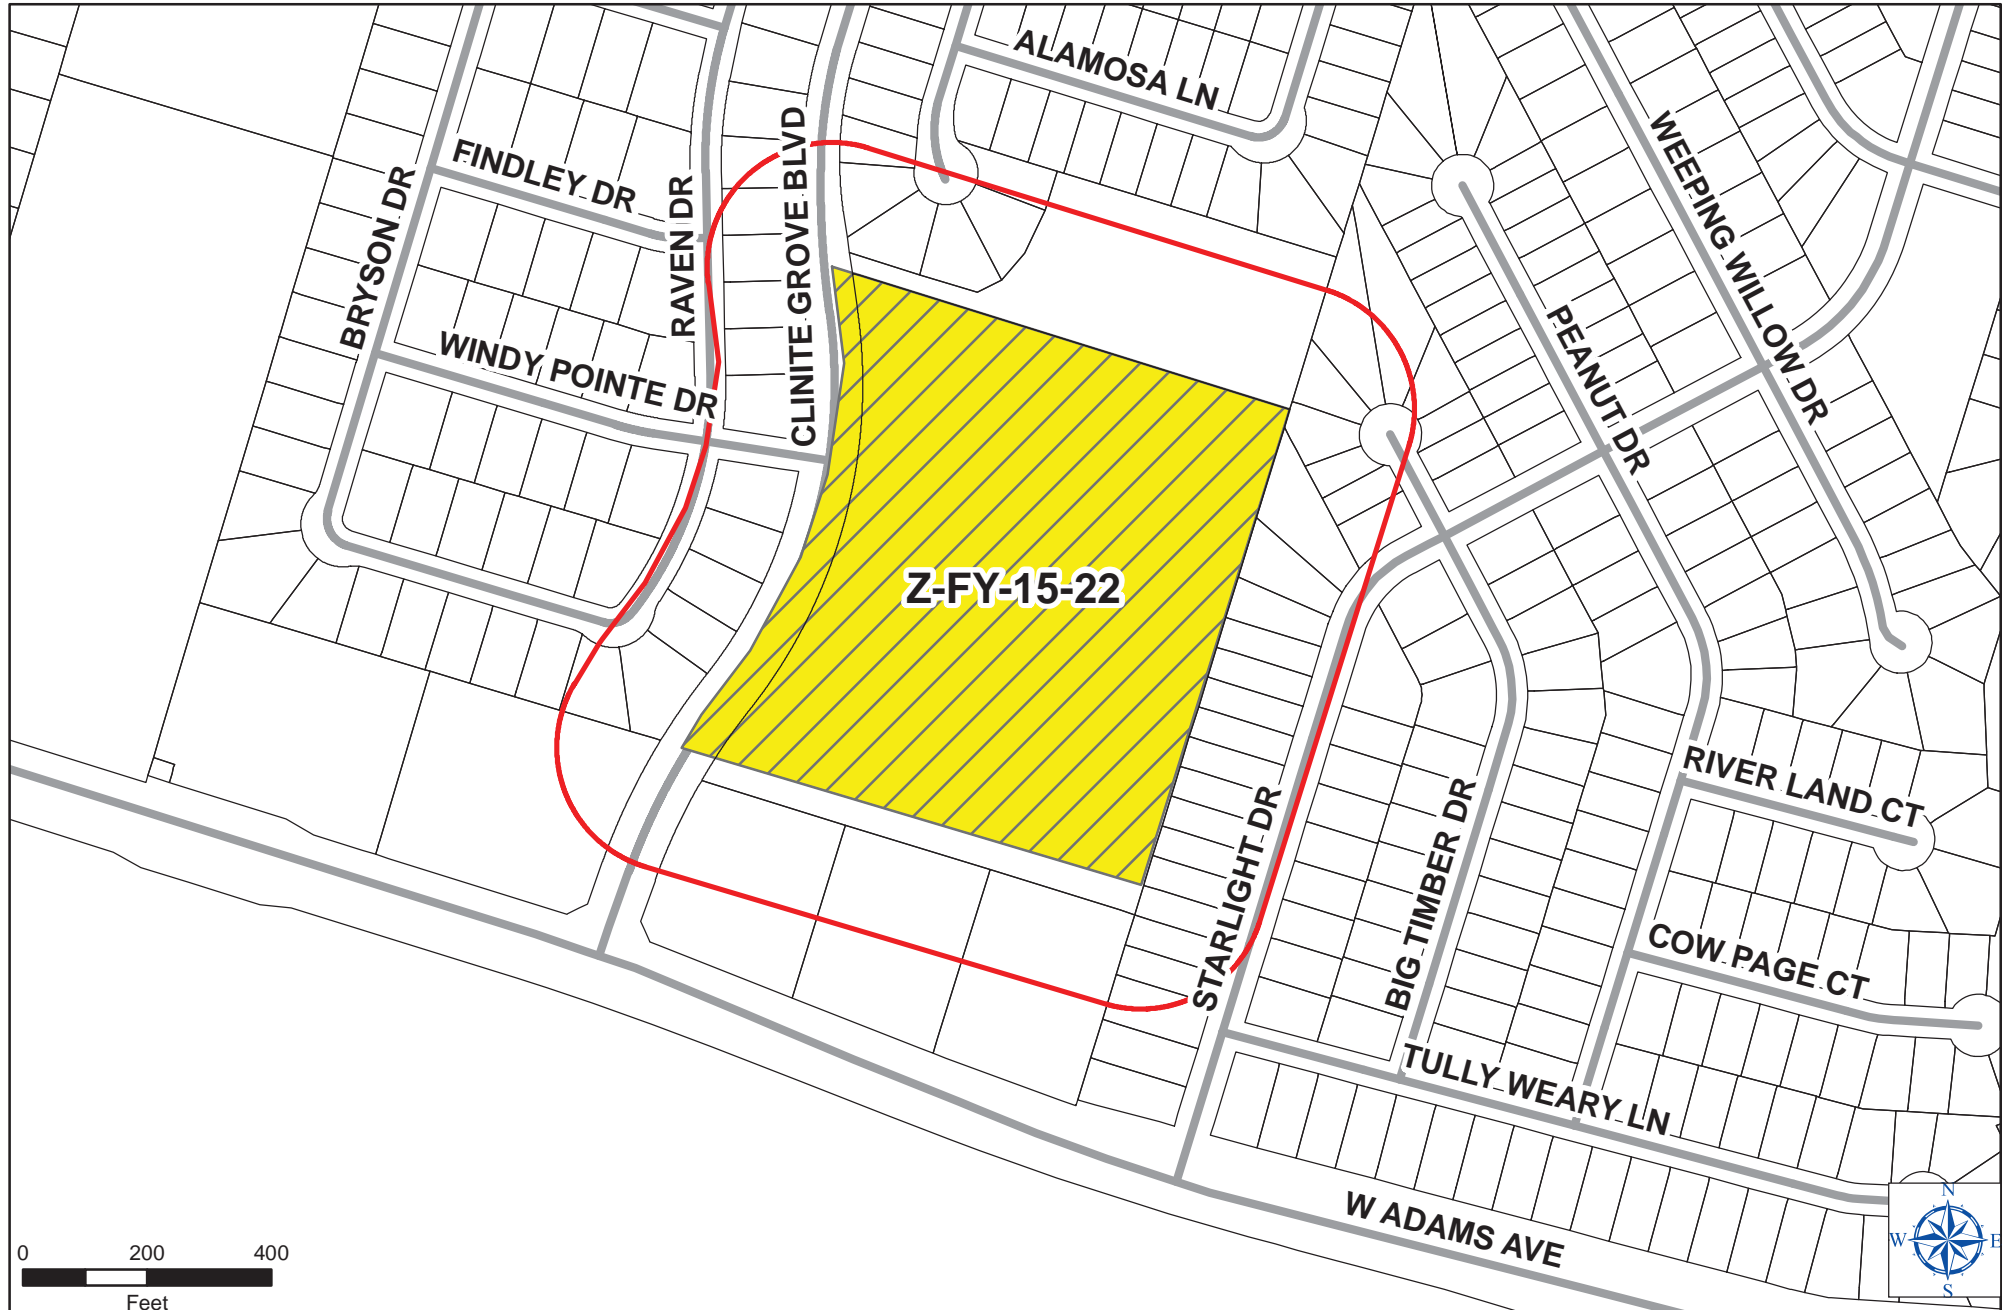 ALAMOSA LN
FINDLEY DR
BRYSON DR
RAVEN DR
CLINITE GROVE BLVD
WINDY POINTE DR
WEEPING WILLOW DR
PEANUT DR
Z-FY-15-22
STARLIGHT DR
BIG TIMBER DR
RIVER LAND CT
COW PAGE CT
TULLY WEARY LN
W ADAMS AVE
0 200 400
Feet
N
W E
S